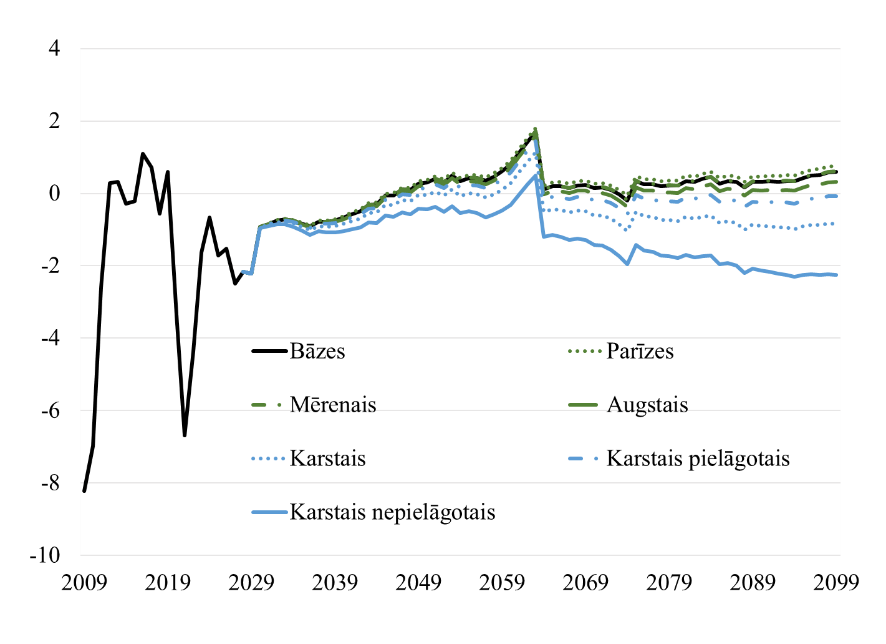 4
2
0
-2
-4
-6
-8
-10
Bāzes
Parīzes
Mērenais
Augstais
Karstais
Karstais pielāgotais
Karstais nepielāgotais
2009 2019 2029 2039 2049 2059 2069 2079 2089 2099